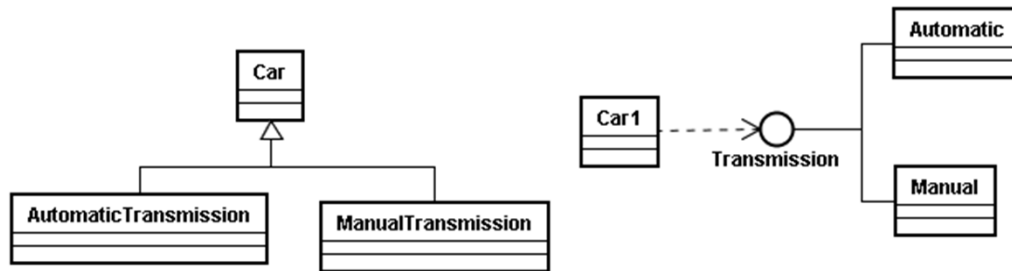 Car
AutomaticTransmission
ManualTransmission
Car1
Transmission
Automatic
Manual